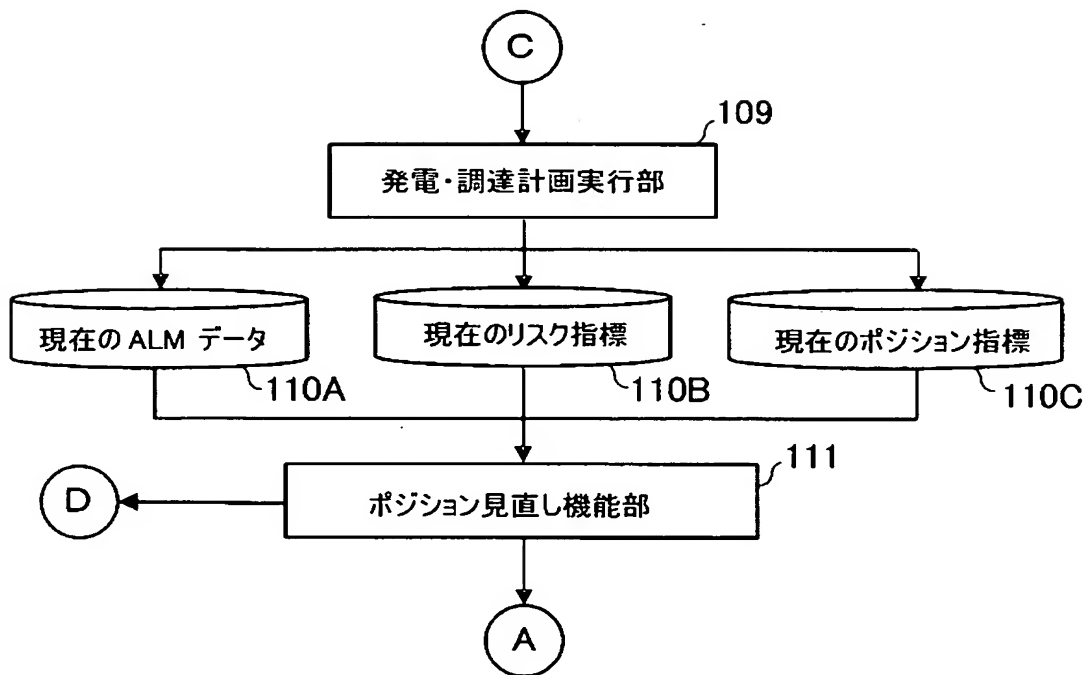 C
109
発電・調達計画実行部
現在の ALM データ
現在のリスク指標
現在のポジション指標
110A
110B
110C
111
D
ポジション見直し機能部
A